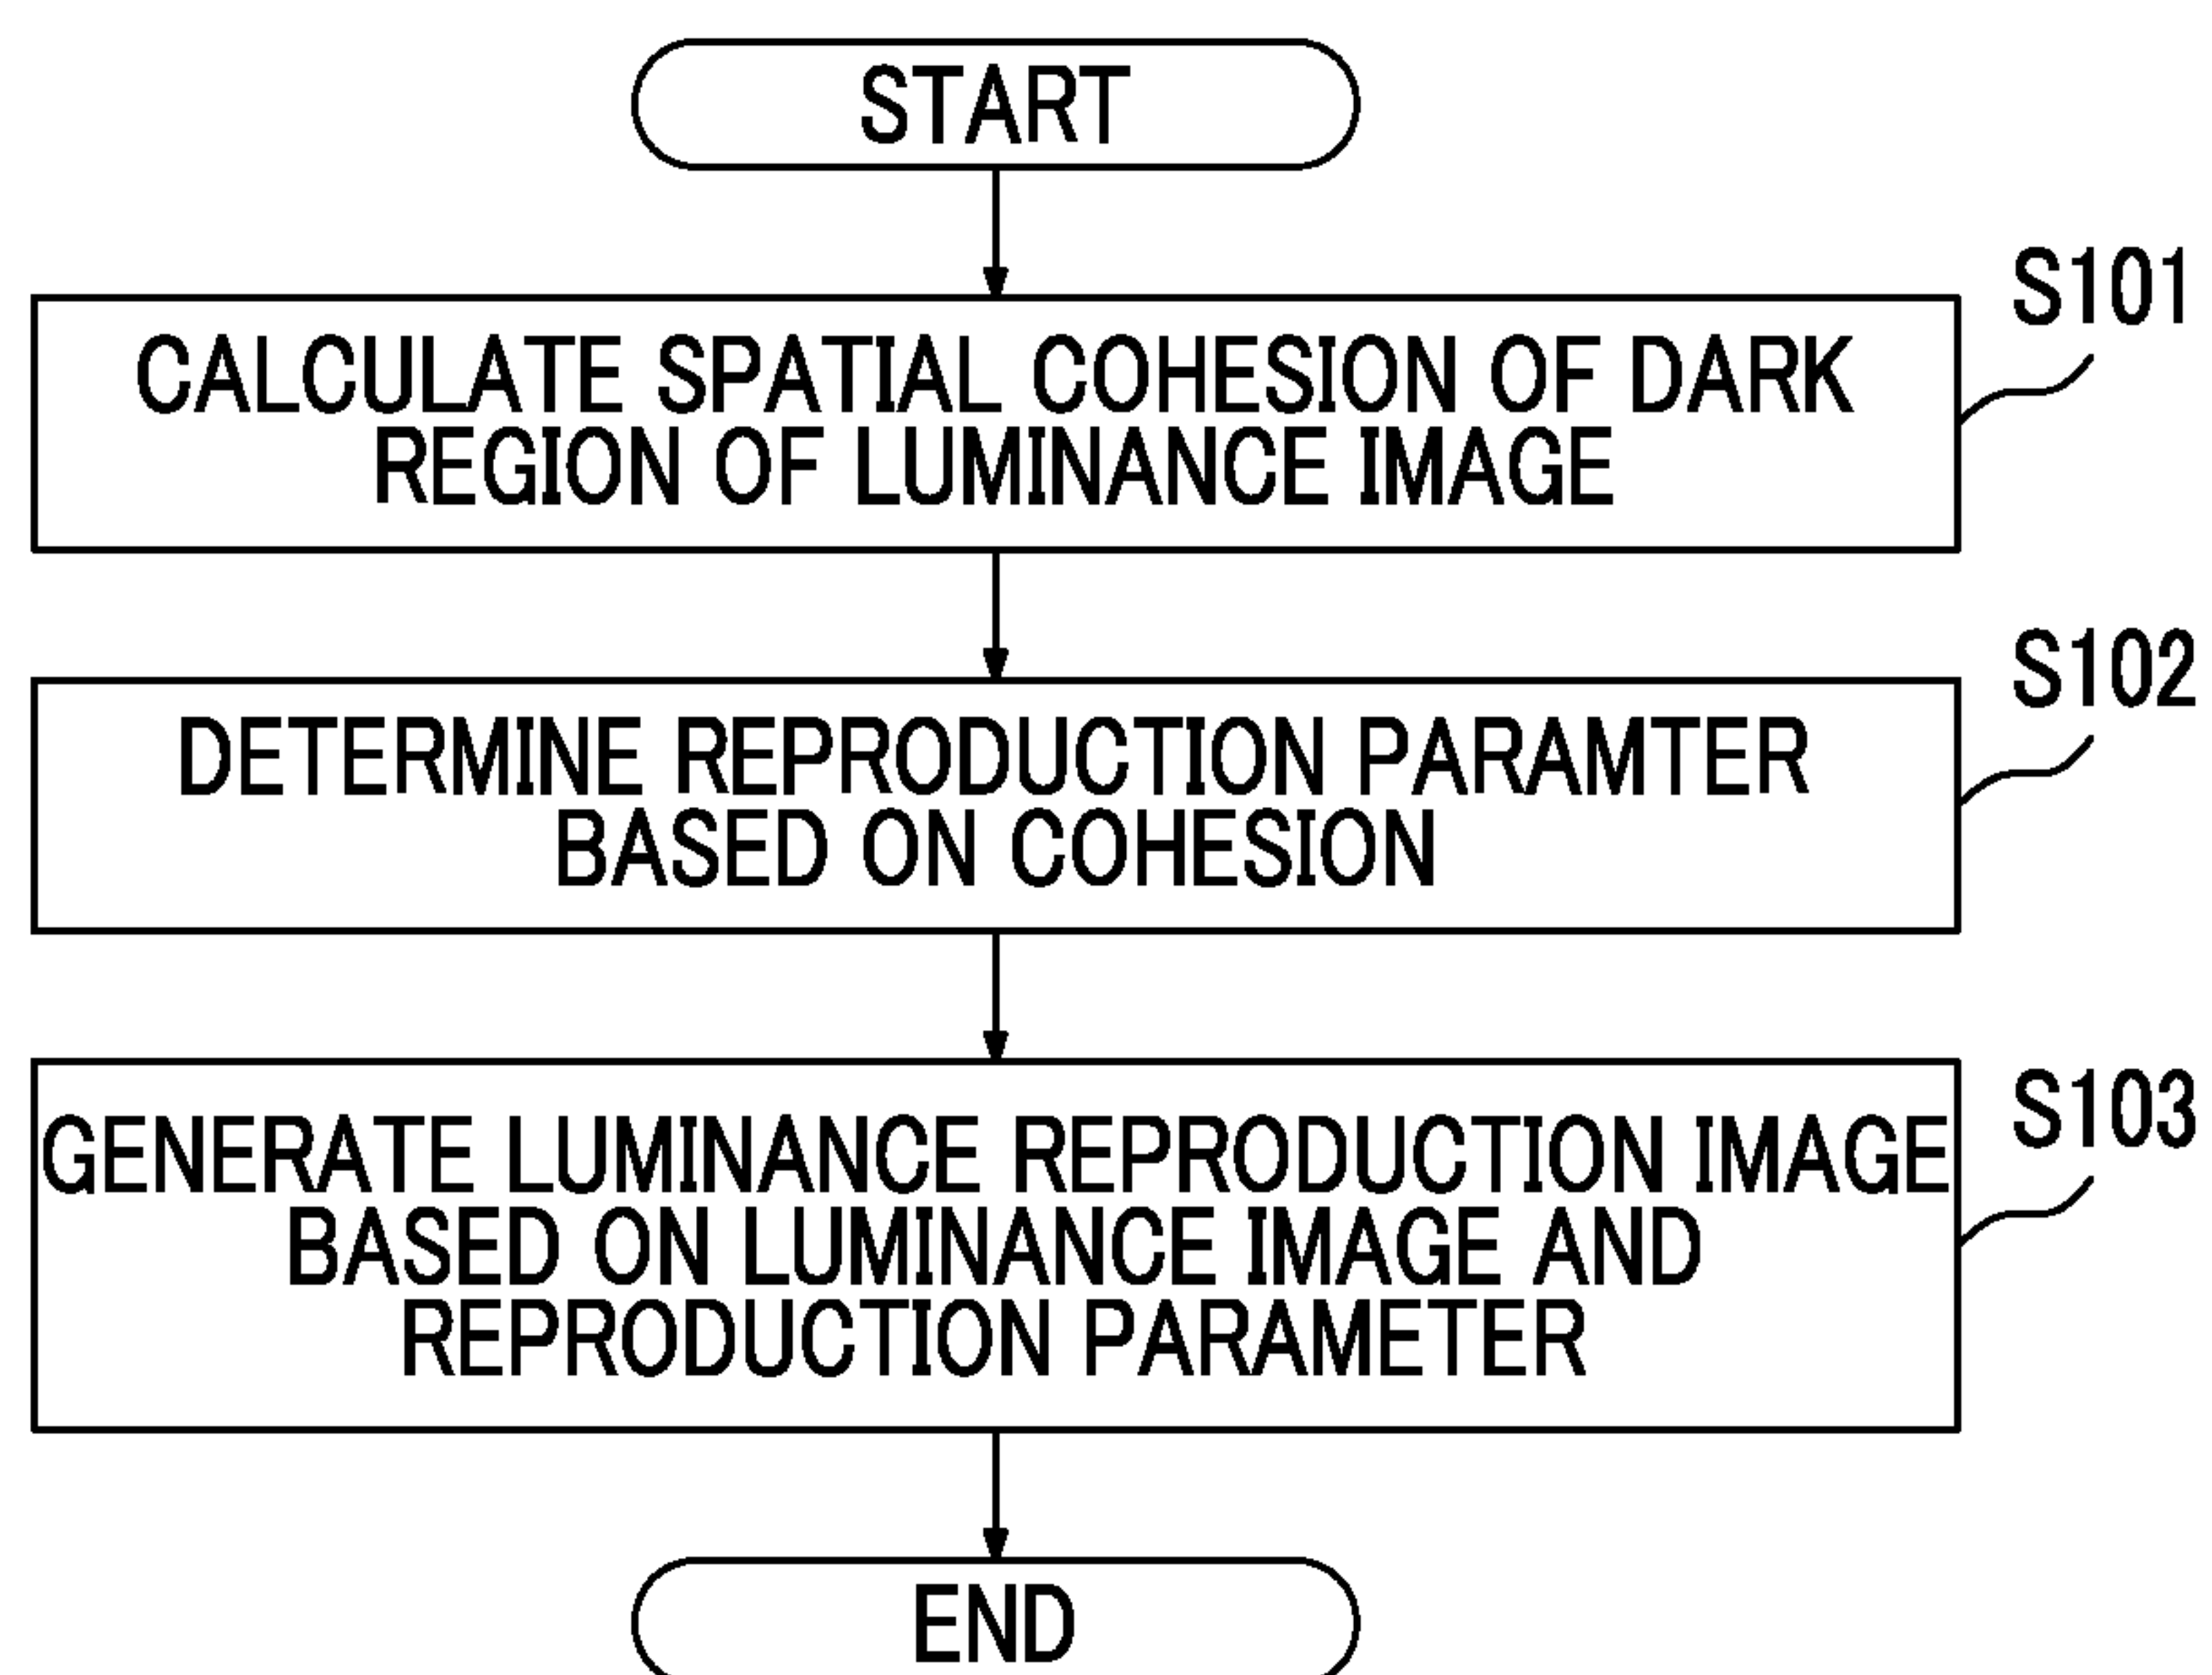 START
S101
CALCULATE SPATIAL COHESION OF DARK
REGION OF LUMINANCE IMAGE
S102
DETERMINE REPRODUCTION PARAMTER
BASED ON COHESION
S103
GENERATE LUMINANCE REPRODUCTION IMAGE
BASED ON LUMINANCE IMAGE AND
REPRODUCTION PARAMETER
END